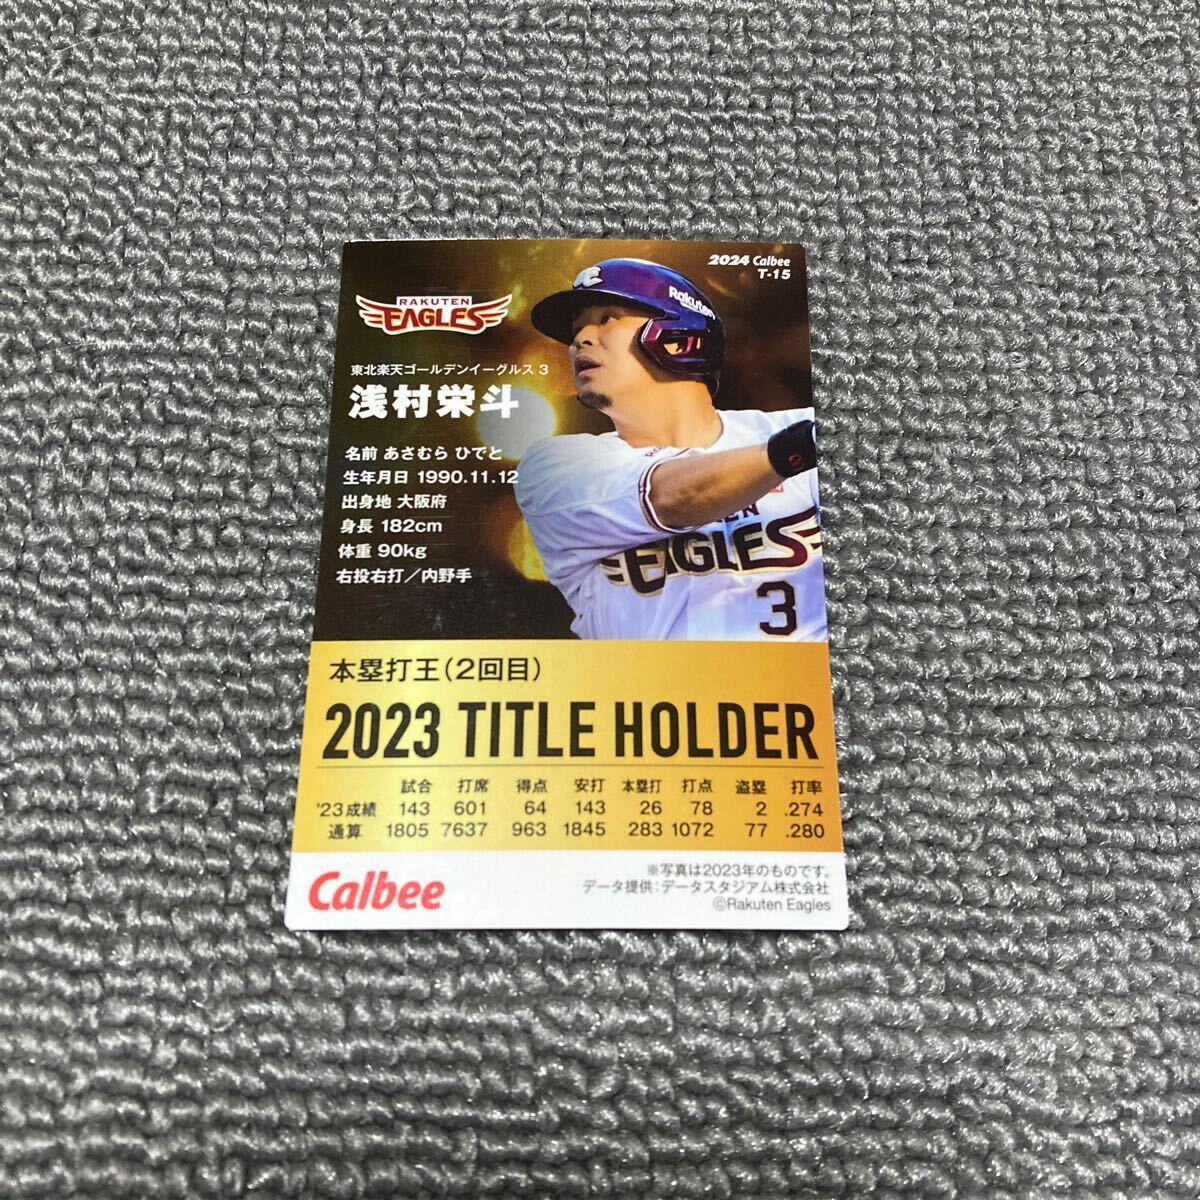 2024 Calbee
T-15
RAKUTEN
EAGLES
Rakuten
東北楽天ゴールデンイーグルス 3
浅村栄斗
名前 あさむら ひでと
生年月日 1990.11.12
出身地 大阪府
身長 182cm
体重 90kg
右投右打／内野手
EAGLES
3
本塁打王(2回目)
2023 TITLE HOLDER
試合 打席 得点 安打 本塁打 打点 盗塁 打率
'23成績 143 601 64 143 26 78 2 .274
通算 1805 7637 963 1845 283 1072 77 .280
Calbee
※写真は2023年のものです。
データ提供：データスタジアム株式会社
©Rakuten Eagles